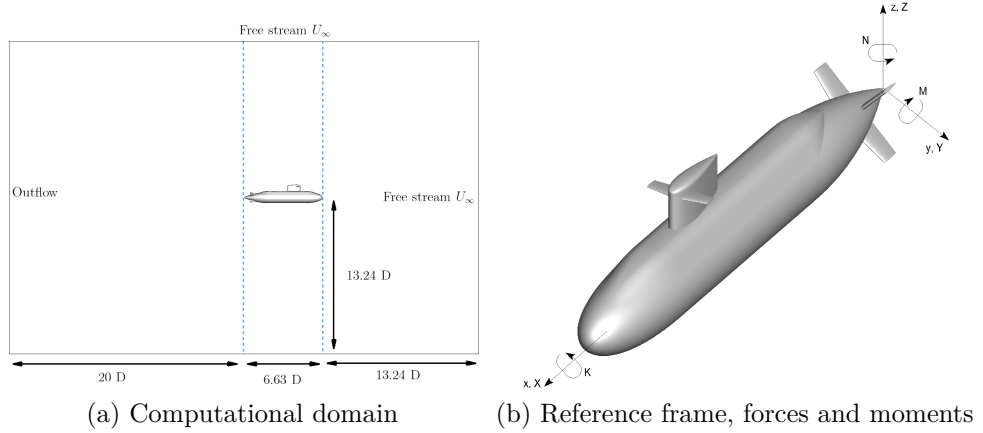 Free stream U∞
Outflow
Free stream U∞
13.24 D
20 D
6.63 D
13.24 D
(a) Computational domain
z, Z
N
M
y, Y
x, X
K
(b) Reference frame, forces and moments